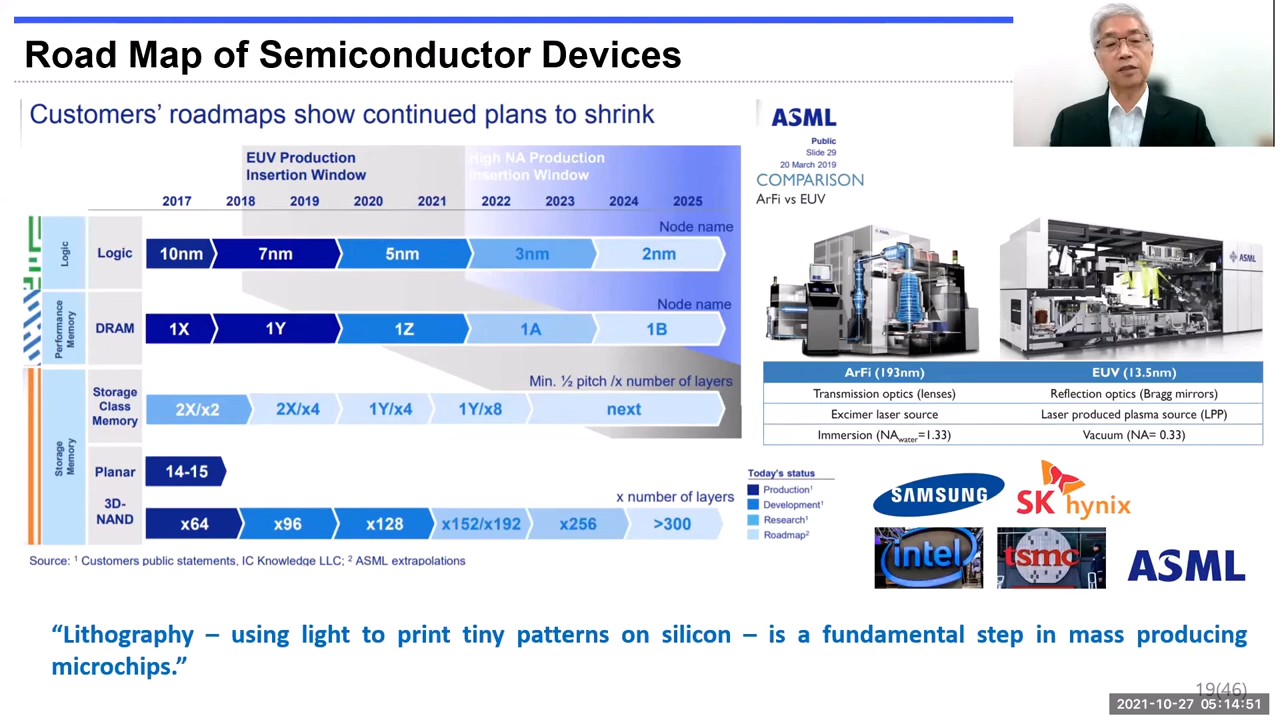 Road Map of Semiconductor Devices
Customers’ roadmaps show continued plans to shrink
EUV Production
Insertion Window
High NA Production
Insertion Window
2017 2018 2019 2020 2021 2022 2023 2024 2025
Logic
Logic
Node name
10nm 7nm 5nm 3nm 2nm
Performance
Memory
DRAM
Node name
1X 1Y 1Z 1A 1B
Storage
Memory
Storage
Class
Memory
Min. ½ pitch /x number of layers
2X/x2 2X/x4 1Y/x4 1Y/x8 next
Planar
14-15
3D-
NAND
x number of layers
x64 x96 x128 x152/x192 x256 >300
Today's status
Production¹
Development¹
Research¹
Roadmap²
Source: ¹ Customers public statements, IC Knowledge LLC; ² ASML extrapolations
ASML
Public
Slide 29
20 March 2019
COMPARISON
ArFi vs EUV
ASML
ASML
ArFi (193nm) EUV (13.5nm)
Transmission optics (lenses) Reflection optics (Bragg mirrors)
Excimer laser source Laser produced plasma source (LPP)
Immersion (NAwater=1.33) Vacuum (NA= 0.33)
SAMSUNG
SK hynix
intel
tsmc
ASML
“Lithography – using light to print tiny patterns on silicon – is a fundamental step in mass producing
microchips.”
19(46)
2021-10-27 05:14:51